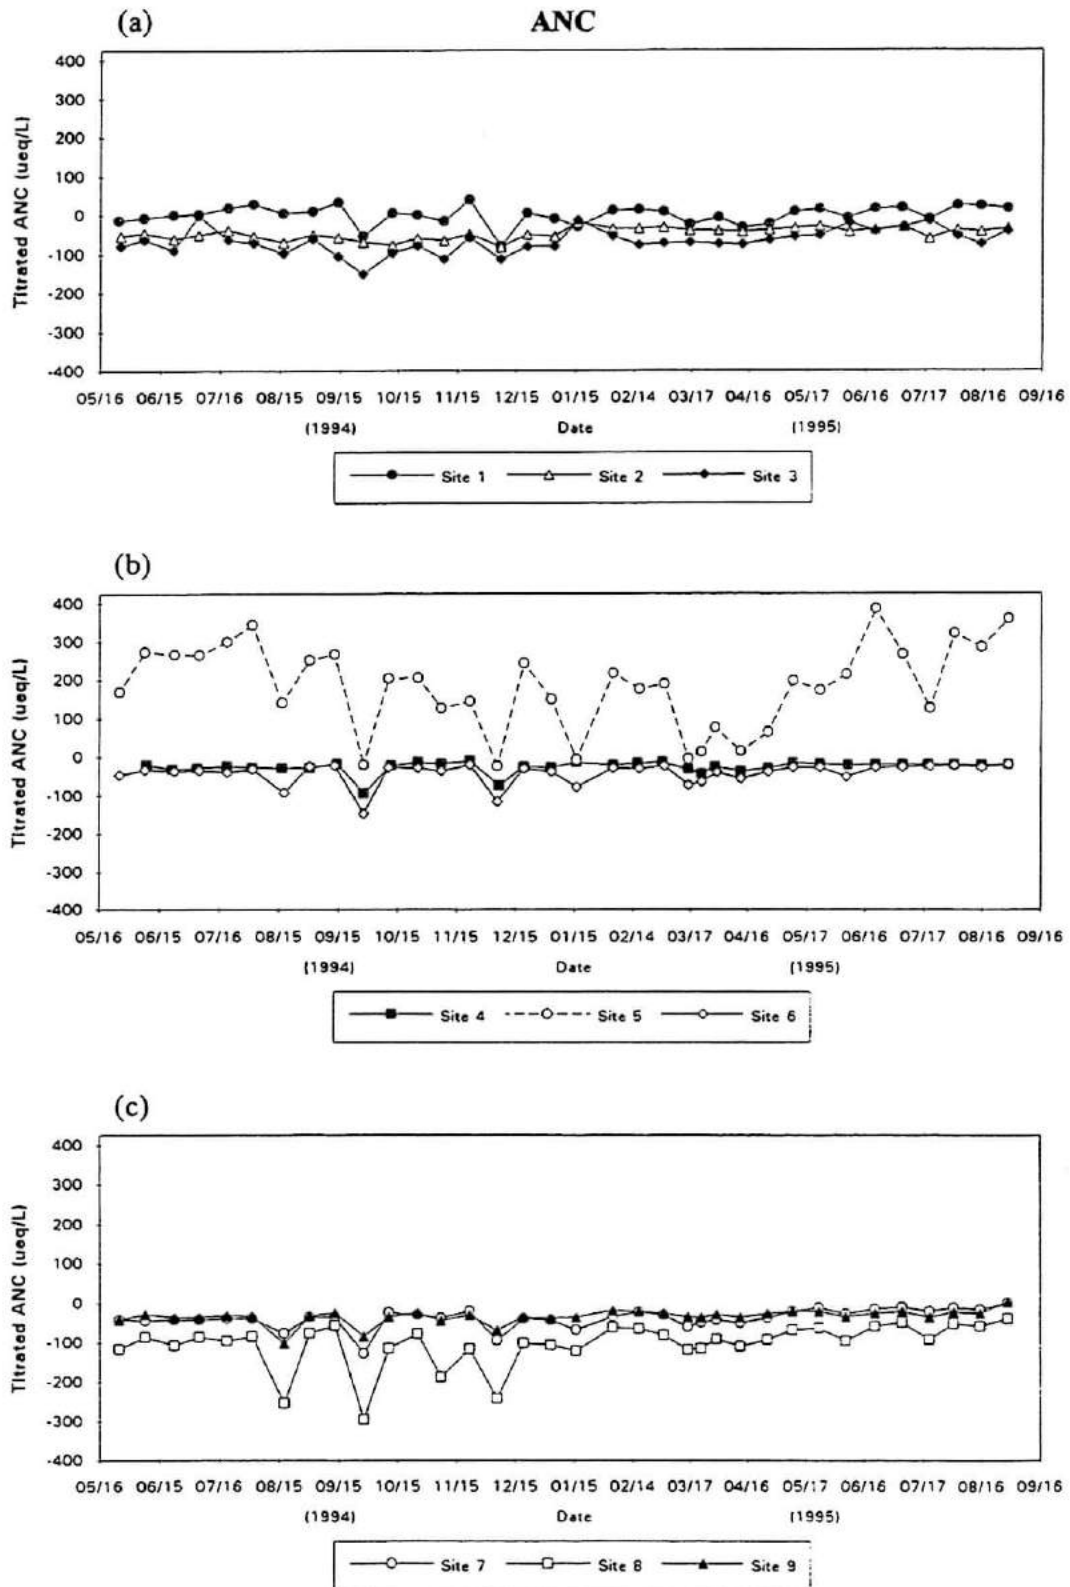 (a)
ANC
Titrated ANC (ueq/L)
400
300
200
100
0
-100
-200
-300
-400
05/16 06/15 07/16 08/15 09/15 10/15 11/15 12/15 01/15 02/14 03/17 04/16 05/17 06/16 07/17 08/16 09/16
(1994) Date (1995)
Site 1 Site 2 Site 3
(b)
Titrated ANC (ueq/L)
400
300
200
100
0
-100
-200
-300
-400
05/16 06/15 07/16 08/15 09/15 10/15 11/15 12/15 01/15 02/14 03/17 04/16 05/17 06/16 07/17 08/16 09/16
(1994) Date (1995)
Site 4 Site 5 Site 6
(c)
Titrated ANC (ueq/L)
400
300
200
100
0
-100
-200
-300
-400
05/16 06/15 07/16 08/15 09/15 10/15 11/15 12/15 01/15 02/14 03/17 04/16 05/17 06/16 07/17 08/16 09/16
(1994) Date (1995)
Site 7 Site 8 Site 9